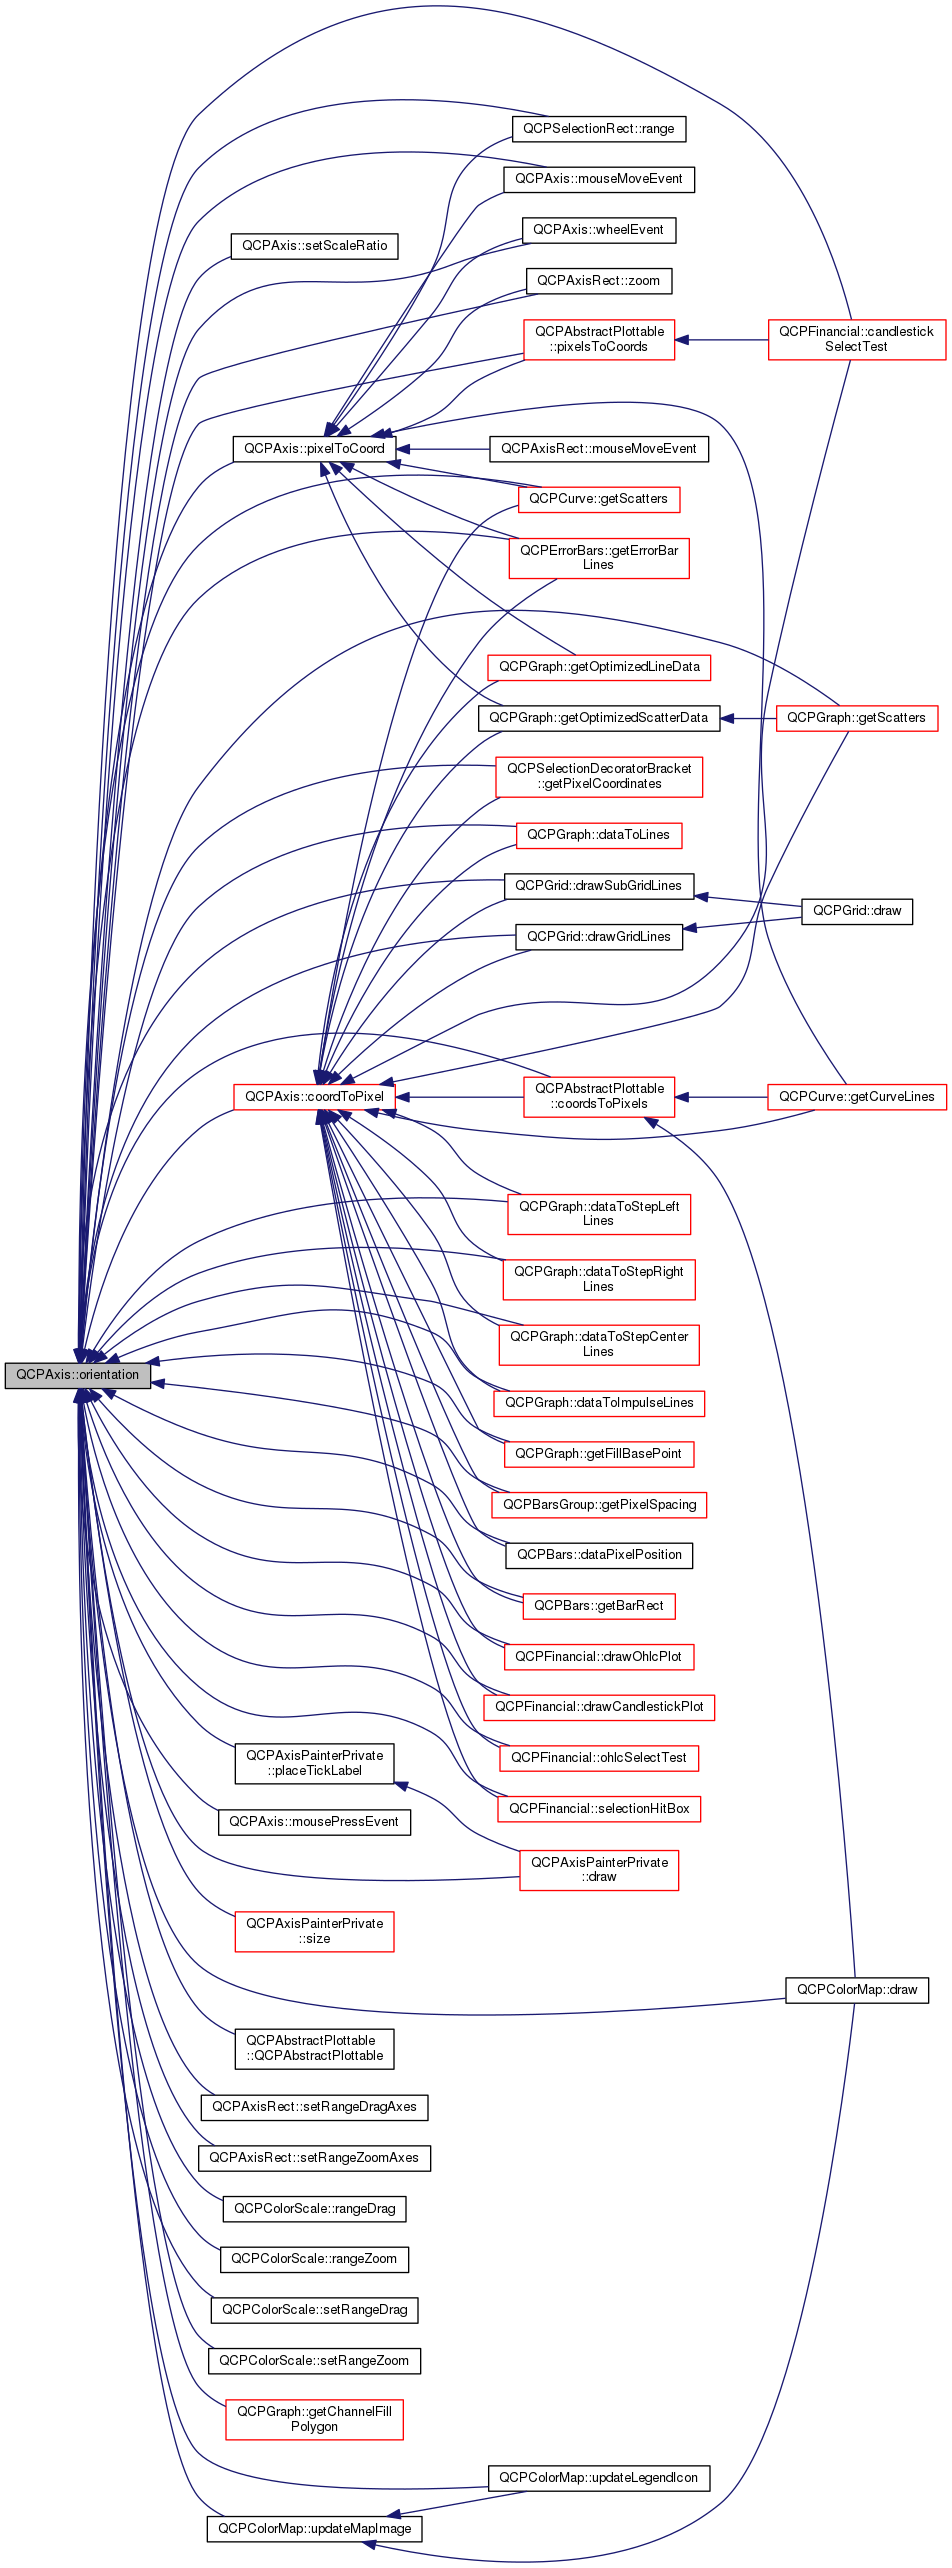 QCPSelectionRect::range
QCPAxis::mouseMoveEvent
QCPAxis::wheelEvent
QCPAxis::setScaleRatio
QCPAxisRect::zoom
QCPAbstractPlottable
::pixelsToCoords
QCPFinancial::candlestick
SelectTest
QCPAxis::pixelToCoord
QCPAxisRect::mouseMoveEvent
QCPCurve::getScatters
QCPErrorBars::getErrorBar
Lines
QCPGraph::getOptimizedLineData
QCPGraph::getOptimizedScatterData
QCPGraph::getScatters
QCPSelectionDecoratorBracket
::getPixelCoordinates
QCPGraph::dataToLines
QCPGrid::drawSubGridLines
QCPGrid::draw
QCPGrid::drawGridLines
QCPAxis::coordToPixel
QCPAbstractPlottable
::coordsToPixels
QCPCurve::getCurveLines
QCPGraph::dataToStepLeft
Lines
QCPGraph::dataToStepRight
Lines
QCPGraph::dataToStepCenter
Lines
QCPAxis::orientation
QCPGraph::dataToImpulseLines
QCPGraph::getFillBasePoint
QCPBarsGroup::getPixelSpacing
QCPBars::dataPixelPosition
QCPBars::getBarRect
QCPFinancial::drawOhlcPlot
QCPFinancial::drawCandlestickPlot
QCPFinancial::ohlcSelectTest
QCPAxisPainterPrivate
::placeTickLabel
QCPFinancial::selectionHitBox
QCPAxis::mousePressEvent
QCPAxisPainterPrivate
::draw
QCPAxisPainterPrivate
::size
QCPColorMap::draw
QCPAbstractPlottable
::QCPAbstractPlottable
QCPAxisRect::setRangeDragAxes
QCPAxisRect::setRangeZoomAxes
QCPColorScale::rangeDrag
QCPColorScale::rangeZoom
QCPColorScale::setRangeDrag
QCPColorScale::setRangeZoom
QCPGraph::getChannelFill
Polygon
QCPColorMap::updateLegendIcon
QCPColorMap::updateMapImage